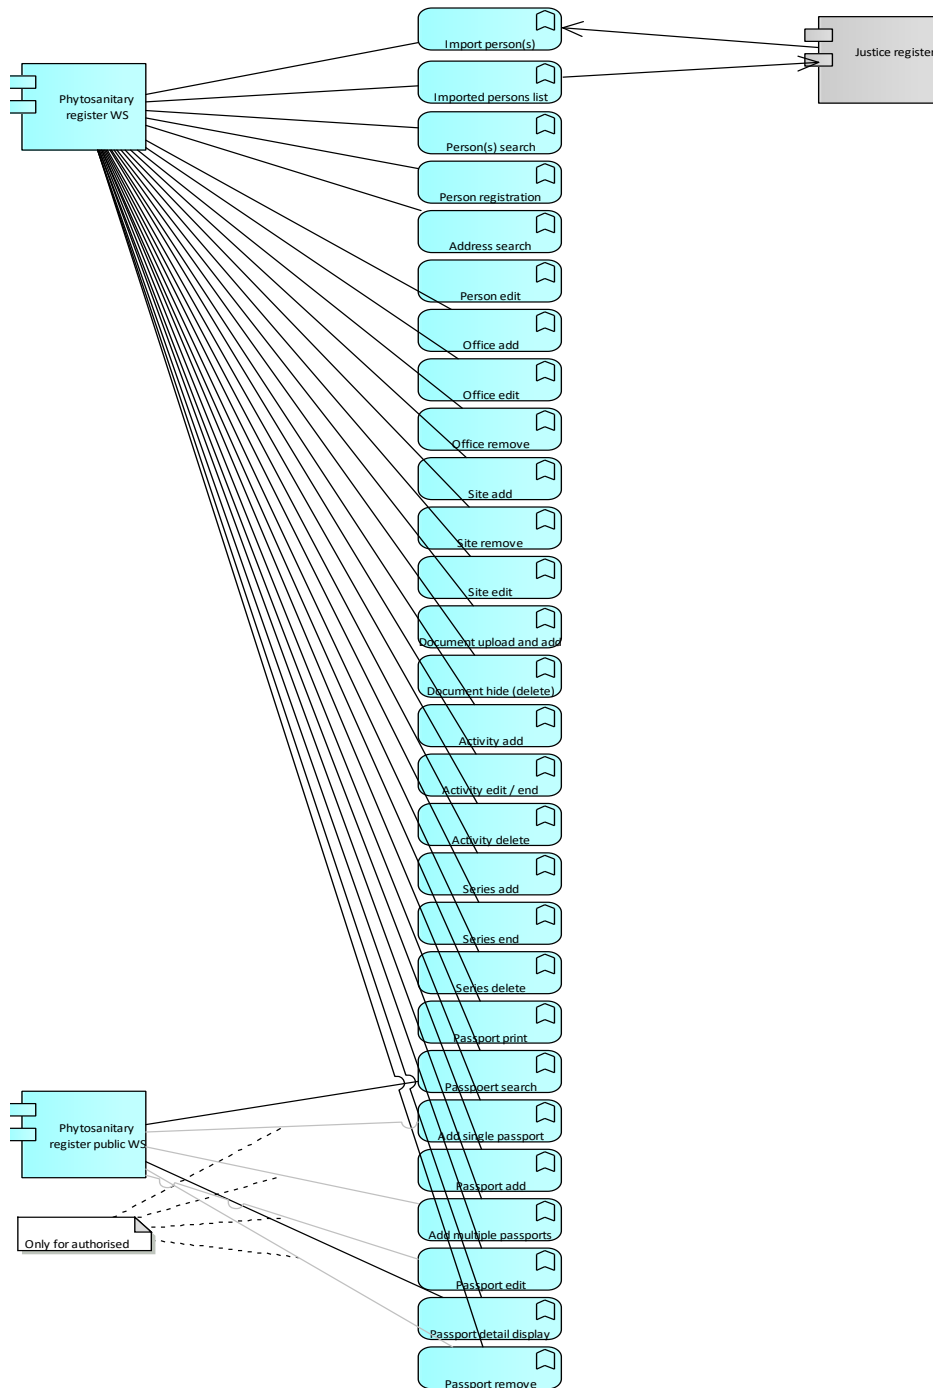 Import person(s)
Justice register
Imported persons list
Phytosanitary
register WS
Person(s) search
Person registration
Address search
Person edit
Office add
Office edit
Office remove
Site add
Site remove
Site edit
Document upload and add
Document hide (delete)
Activity add
Activity edit / end
Activity delete
Series add
Series end
Series delete
Passport print
Passpoert search
Phytosanitary
register public WS
Add single passport
Passport add
Add multiple passports
Only for authorised
Passport edit
Passport detail display
Passport remove